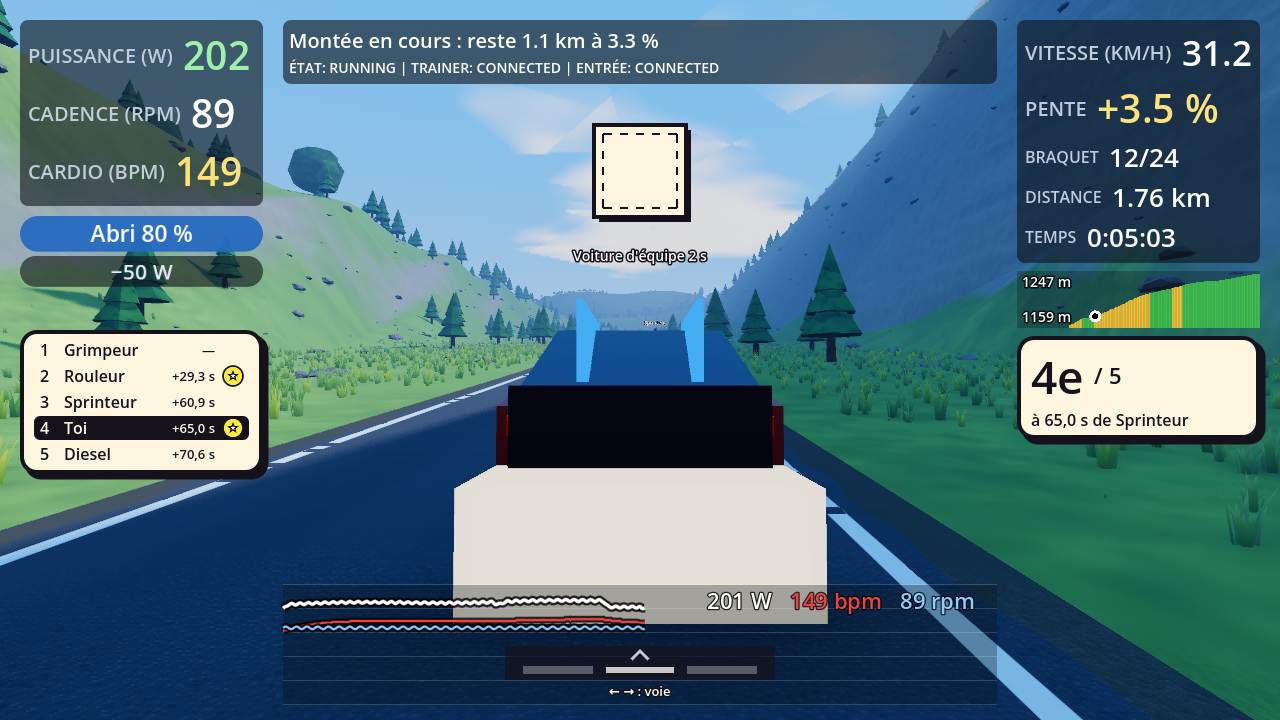 PUISSANCE (W) 202
CADENCE (RPM) 89
CARDIO (BPM) 149
Abri 80 %
−50 W
Montée en cours : reste 1.1 km à 3.3 %
ÉTAT: RUNNING | TRAINER: CONNECTED | ENTRÉE: CONNECTED
Voiture d'équipe 2 s
VITESSE (KM/H) 31.2
PENTE +3.5 %
BRAQUET 12/24
DISTANCE 1.76 km
TEMPS 0:05:03
1247 m
1159 m
1 Grimpeur —
2 Rouleur +29,3 s
3 Sprinteur +60,9 s
4 Toi +65,0 s
5 Diesel +70,6 s
4e / 5
à 65,0 s de Sprinteur
201 W 149 bpm 89 rpm
← → : voie